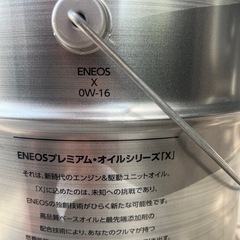 ENEOS
X
0W-16
ENEOSプレミアム・オイルシリーズ「X」
それは、新時代のエンジン&駆動ユニットオイル。
「X」に込めたのは、未知への挑戦であり、
ENEOSの独創技術がひらく新たな可能性です。
高品質ベースオイルと最先端添加剤の
配合技術により、あなたのクルマが持つ